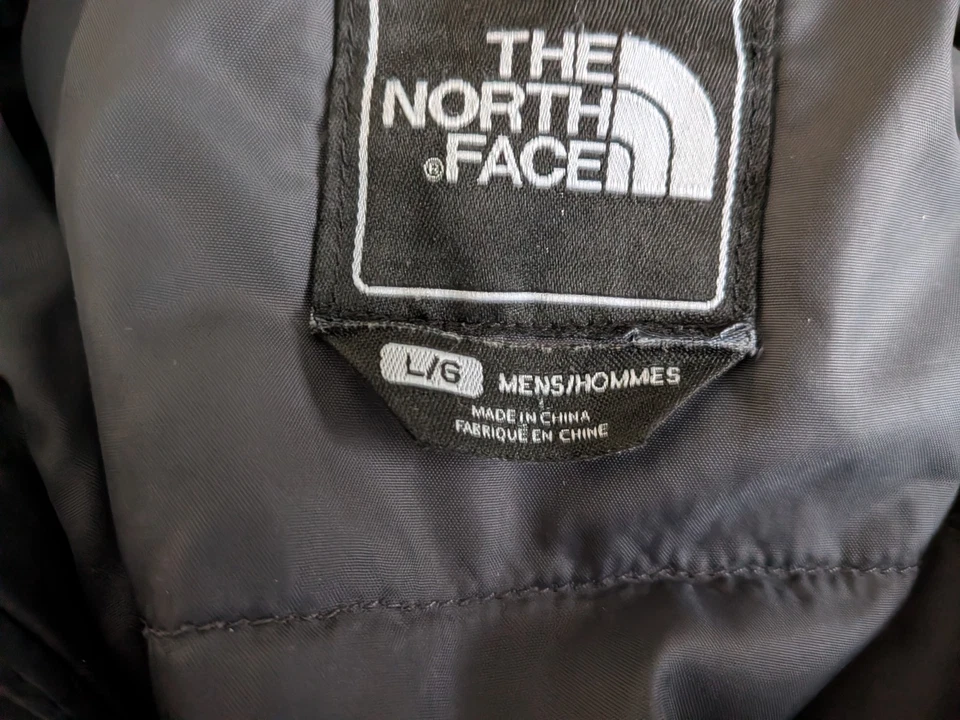 THE
NORTH
®FACE
L/G MENS/HOMMES
MADE IN CHINA
FABRIQUÉ EN CHINE